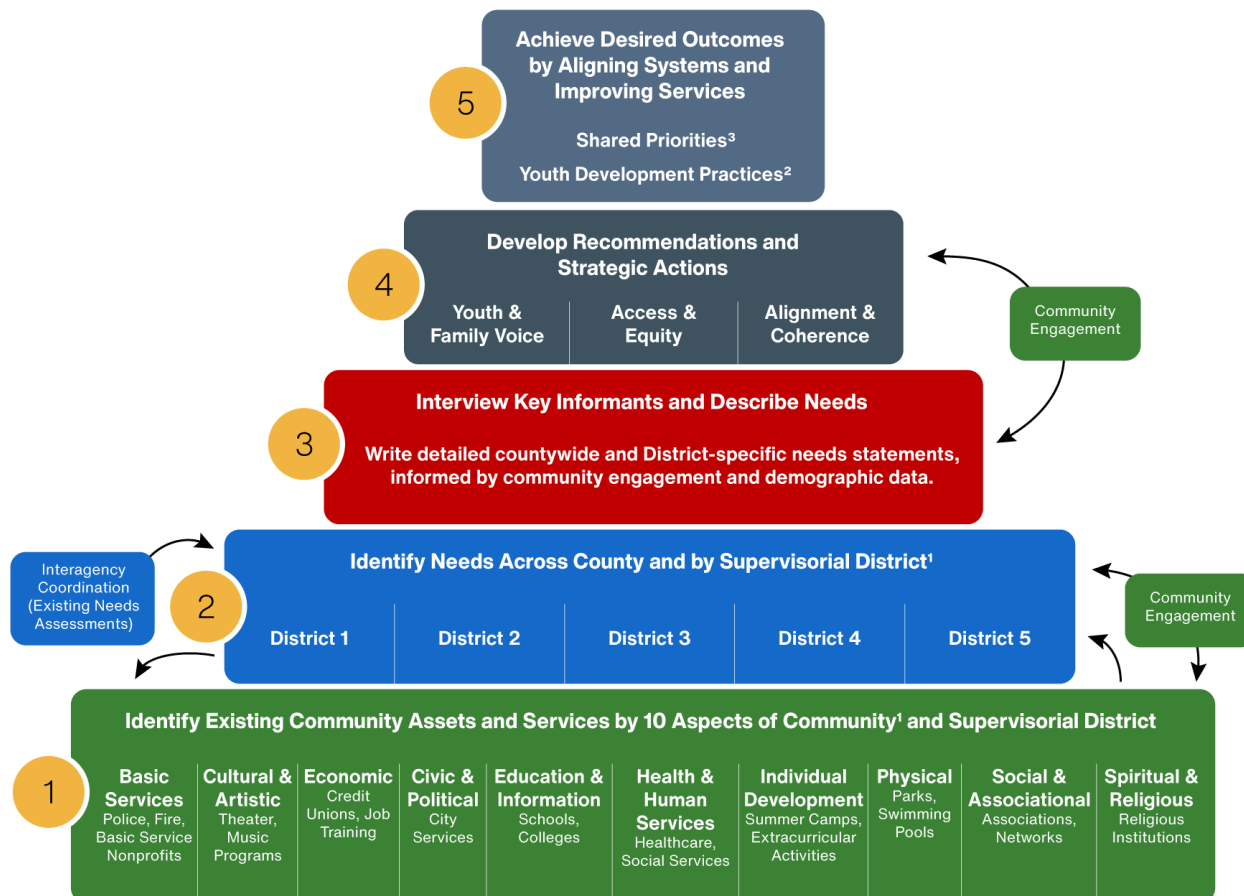 Achieve Desired Outcomes
by Aligning Systems and
Improving Services
5
Shared Priorities³
Youth Development Practices²
Develop Recommendations and
Strategic Actions
4
Youth &
Family Voice
Access &
Equity
Alignment &
Coherence
Community
Engagement
Interview Key Informants and Describe Needs
3
Write detailed countywide and District-specific needs statements,
informed by community engagement and demographic data.
Interagency
Coordination
(Existing Needs
Assessments)
2
Identify Needs Across County and by Supervisorial District¹
District 1
District 2
District 3
District 4
District 5
Community
Engagement
Identify Existing Community Assets and Services by 10 Aspects of Community¹ and Supervisorial District
1
Basic
Services
Police, Fire,
Basic Service
Nonprofits
Cultural &
Artistic
Theater,
Music
Programs
Economic
Credit
Unions, Job
Training
Civic &
Political
City
Services
Education &
Information
Schools,
Colleges
Health &
Human
Services
Healthcare,
Social Services
Individual
Development
Summer Camps,
Extracurricular
Activities
Physical
Parks,
Swimming
Pools
Social &
Associational
Associations,
Networks
Spiritual &
Religious
Religious
Institutions